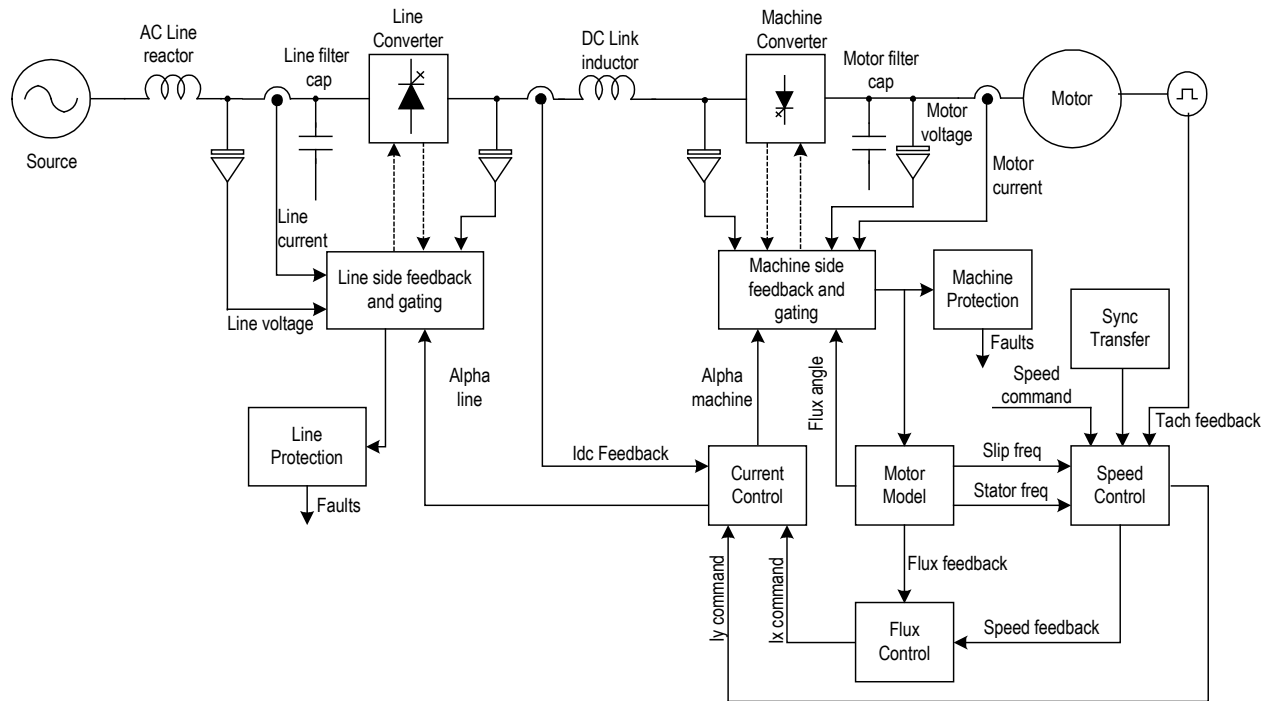 AC Line
reactor
Line filter
cap
Line
Converter
DC Link
inductor
Machine
Converter
Motor filter
cap
Motor
voltage
Motor
Motor
current
Source
Line
current
Line voltage
Line side feedback
and gating
Machine side
feedback and
gating
Machine
Protection
Faults
Sync
Transfer
Speed
command
Tach feedback
Alpha
line
Alpha
machine
Flux angle
Line
Protection
Faults
Idc Feedback
Current
Control
Motor
Model
Slip freq
Stator freq
Speed
Control
Iy command
Ix command
Flux feedback
Flux
Control
Speed feedback